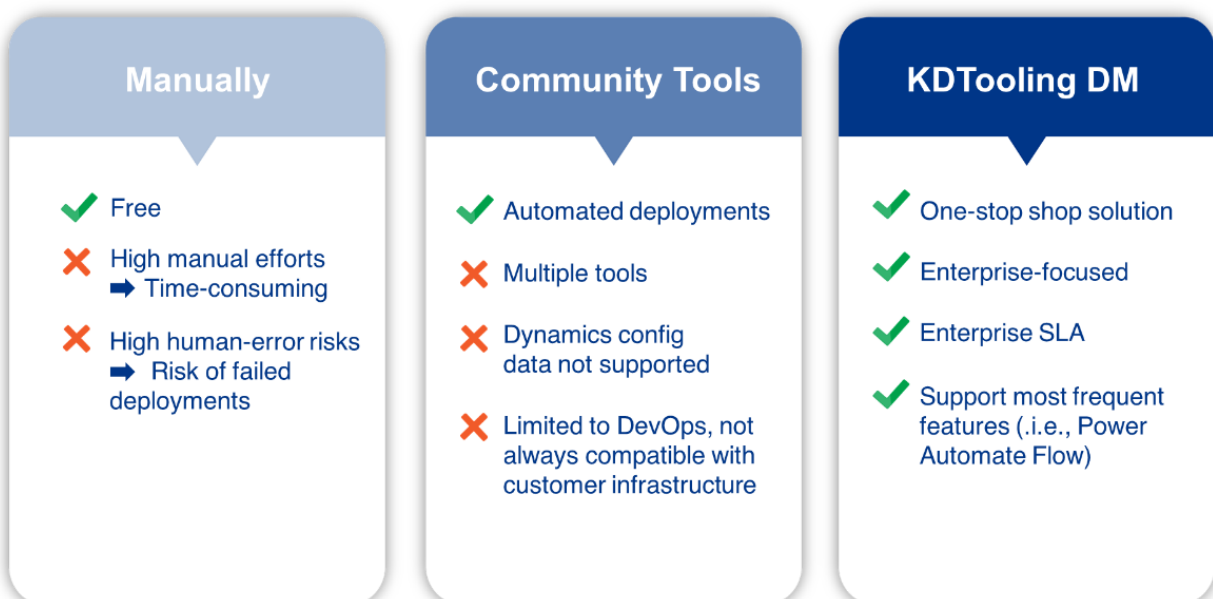 Manually
Free
High manual efforts
➡ Time-consuming
High human-error risks
➡ Risk of failed
deployments
Community Tools
Automated deployments
Multiple tools
Dynamics config
data not supported
Limited to DevOps, not
always compatible with
customer infrastructure
KDTooling DM
One-stop shop solution
Enterprise-focused
Enterprise SLA
Support most frequent
features (.i.e., Power
Automate Flow)